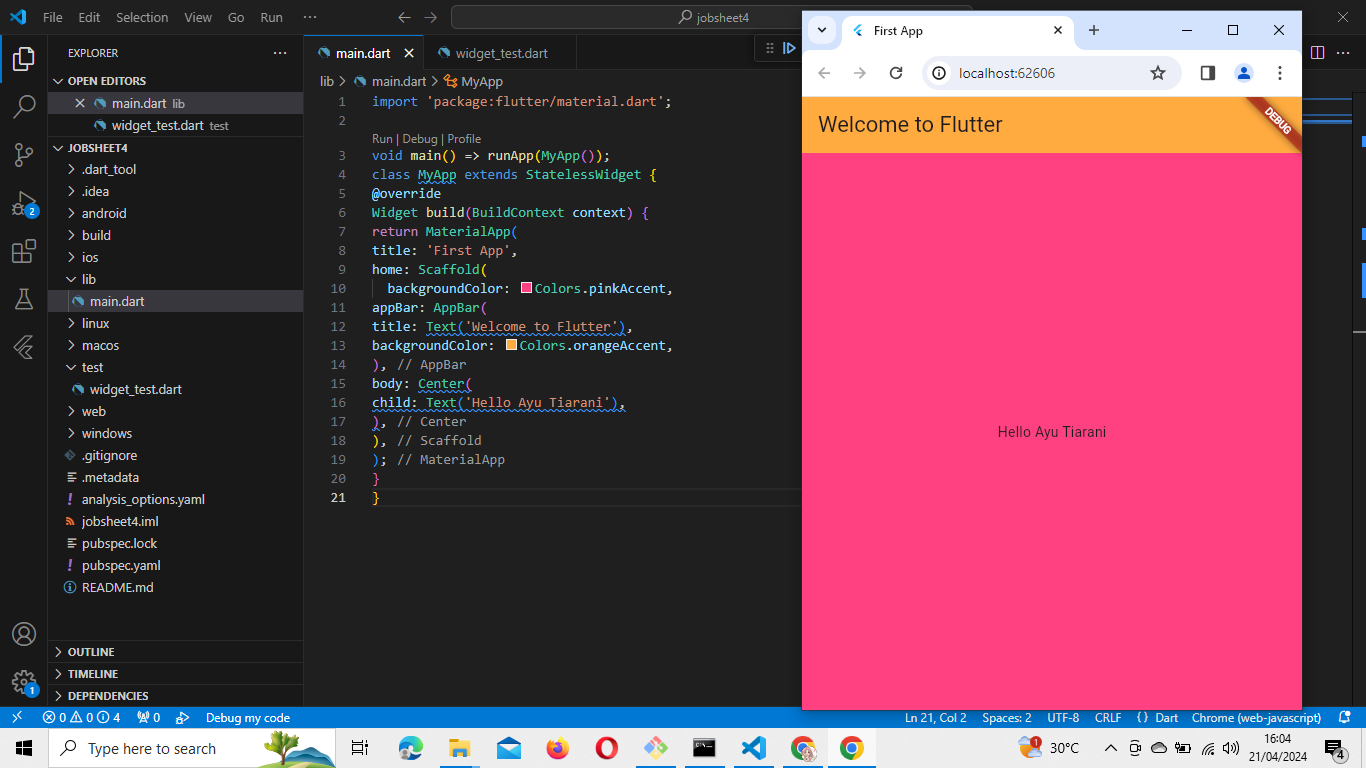 File Edit Selection View Go Run ··· jobsheet4
EXPLORER ···
OPEN EDITORS
main.dart lib
widget_test.dart test
JOBSHEET4
.dart_tool
.idea
android
build
ios
lib
main.dart
linux
macos
test
widget_test.dart
web
windows
.gitignore
.metadata
analysis_options.yaml
jobsheet4.iml
pubspec.lock
pubspec.yaml
README.md
OUTLINE
TIMELINE
DEPENDENCIES
2
1
main.dart widget_test.dart
lib > main.dart > MyApp
1 import 'package:flutter/material.dart';
2
Run | Debug | Profile
3 void main() => runApp(MyApp());
4 class MyApp extends StatelessWidget {
5 @override
6 Widget build(BuildContext context) {
7 return MaterialApp(
8 title: 'First App',
9 home: Scaffold(
10 backgroundColor: Colors.pinkAccent,
11 appBar: AppBar(
12 title: Text('Welcome to Flutter'),
13 backgroundColor: Colors.orangeAccent,
14 ), // AppBar
15 body: Center(
16 child: Text('Hello Ayu Tiarani'),
17 ), // Center
18 ), // Scaffold
19 ); // MaterialApp
20 }
21 }
First App
localhost:62606
Welcome to Flutter
DEBUG
Hello Ayu Tiarani
0 0 4 0 Debug my code Ln 21, Col 2 Spaces: 2 UTF-8 CRLF {} Dart Chrome (web-javascript)
Type here to search 30°C 16:04
21/04/2024
4